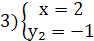 3) { x = 2
y₂ = −1